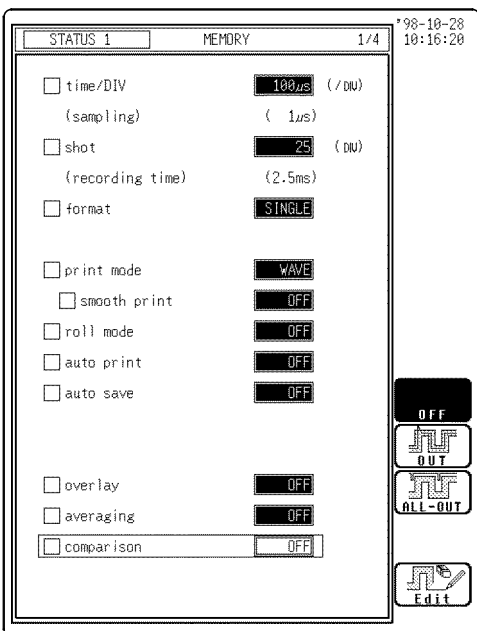 '98-10-28
STATUS 1 MEMORY 1/4 10:16:20
time/DIV 100µs (/DIV)
(sampling) ( 1µs)
shot 25 (DIV)
(recording time) (2.5ms)
format SINGLE
print mode WAVE
smooth print OFF
roll mode OFF
auto print OFF
auto save OFF
OFF
OUT
overlay OFF
ALL-OUT
averaging OFF
comparison OFF
Edit